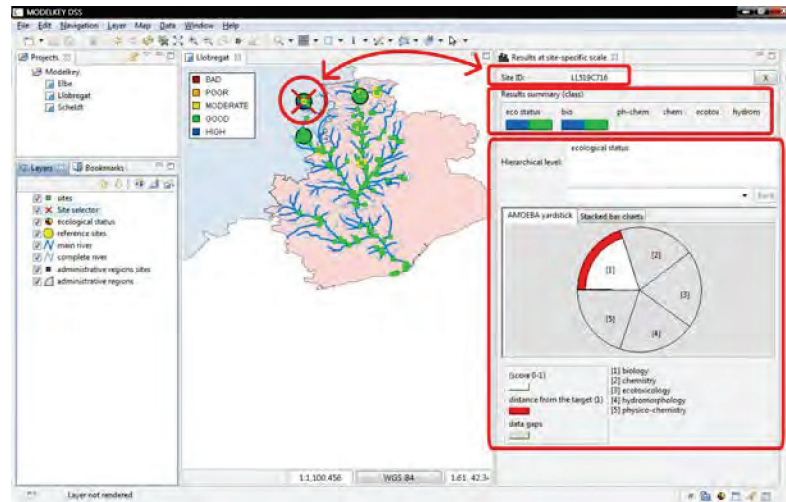 MODELKEY DSS
File Edit Navigation Layer Map Data Window Help
Projects
Modelkey
Elbe
Llobregat
Scheldt
Layers Bookmarks
sites
Site selector
ecological status
reference sites
main river
complete river
administrative regions sites
administrative regions
Llobregat
BAD
POOR
MODERATE
GOOD
HIGH
1:1,100,456 WGS 84
Results at site-specific scale
Site ID: X
Results summary (class)
eco status bio ph-chem chem ecotox hydrom
ecological status
Hierarchical level:
Back
AMOEBA yardstick Stacked bar charts
[1]
[2]
[3]
[4]
[5]
(score 0-1)
distance from the target (1)
data gaps
[1] biology
[2] chemistry
[3] ecotoxicology
[4] hydromorphology
[5] physico-chemistry
Layer not rendered